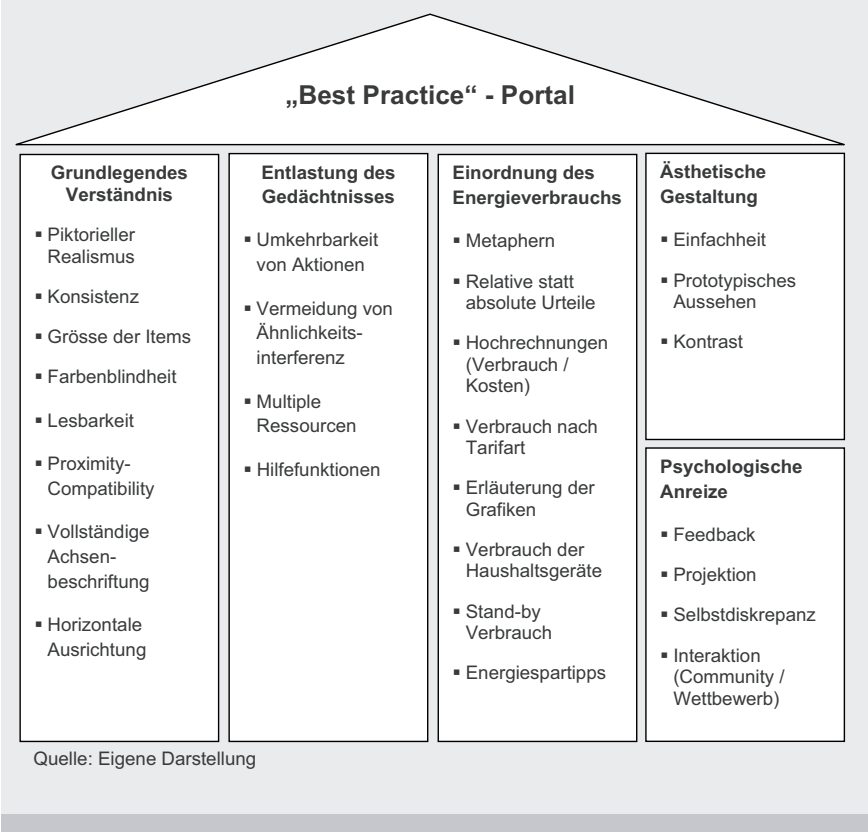 „Best Practice“ - Portal
Grundlegendes
Verständnis
▪ Piktorieller
Realismus
▪ Konsistenz
▪ Grösse der Items
▪ Farbenblindheit
▪ Lesbarkeit
▪ Proximity-
Compatibility
▪ Vollständige
Achsen-
beschriftung
▪ Horizontale
Ausrichtung
Entlastung des
Gedächtnisses
▪ Umkehrbarkeit
von Aktionen
▪ Vermeidung von
Ähnlichkeits-
interferenz
▪ Multiple
Ressourcen
▪ Hilfefunktionen
Einordnung des
Energieverbrauchs
▪ Metaphern
▪ Relative statt
absolute Urteile
▪ Hochrechnungen
(Verbrauch /
Kosten)
▪ Verbrauch nach
Tarifart
▪ Erläuterung der
Grafiken
▪ Verbrauch der
Haushaltsgeräte
▪ Stand-by
Verbrauch
▪ Energiespartipps
Ästhetische
Gestaltung
▪ Einfachheit
▪ Prototypisches
Aussehen
▪ Kontrast
Psychologische
Anreize
▪ Feedback
▪ Projektion
▪ Selbstdiskrepanz
▪ Interaktion
(Community /
Wettbewerb)
Quelle: Eigene Darstellung